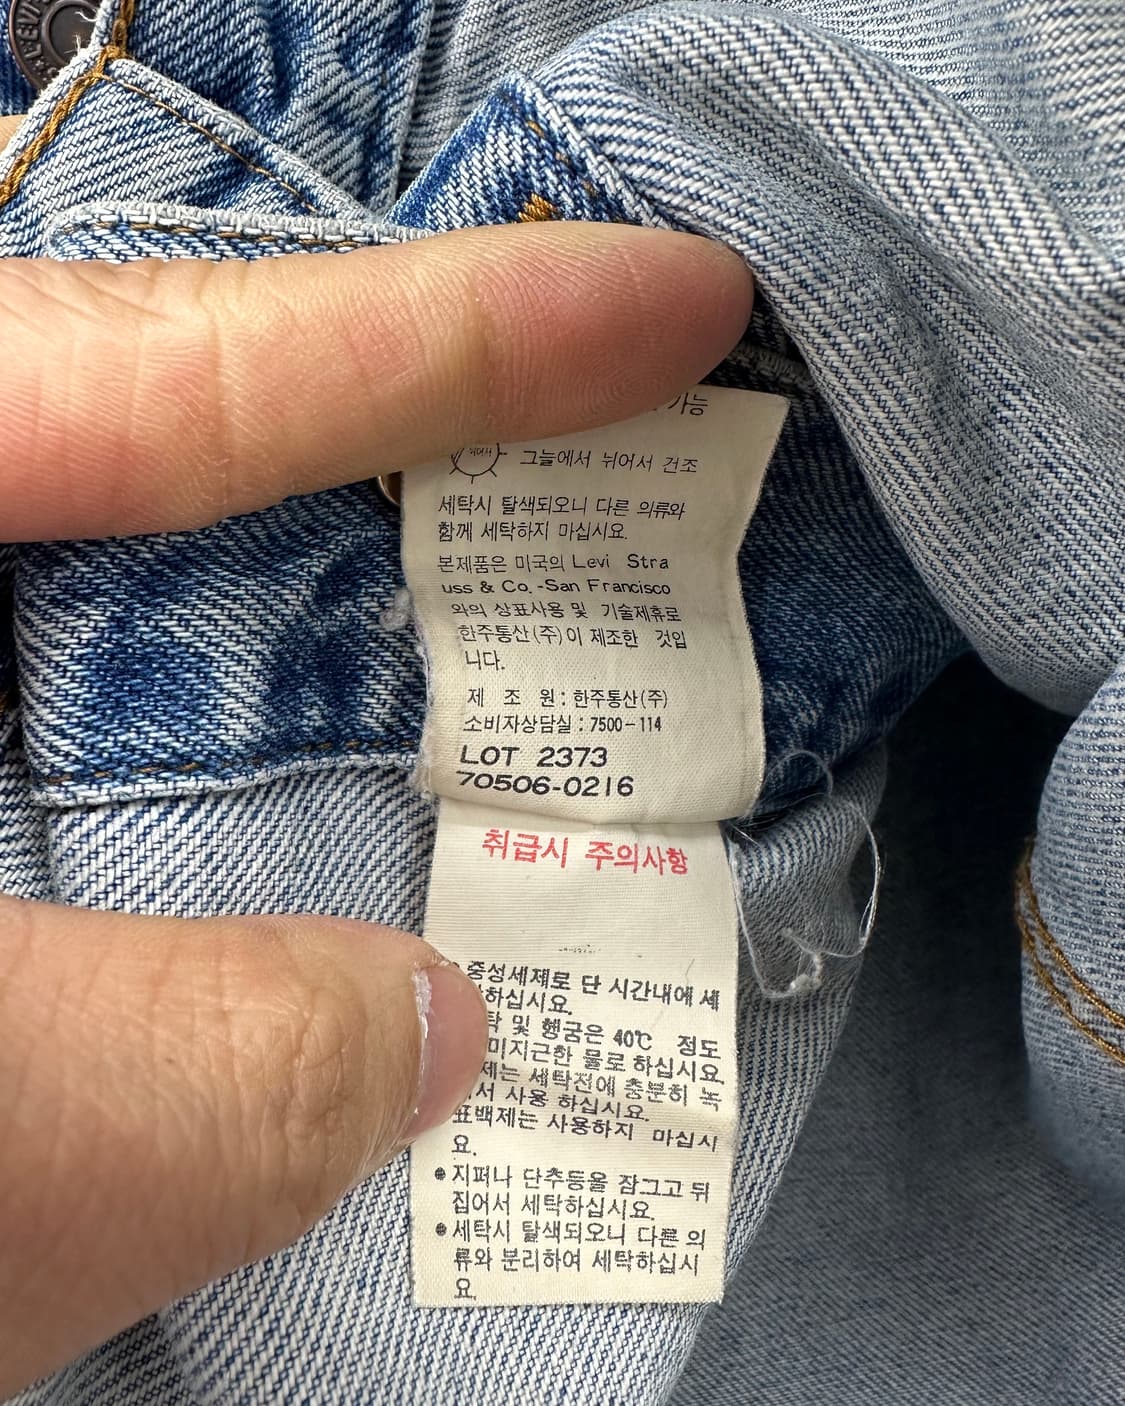 가능
그늘에서 뉘어서 건조
세탁시 탈색되오니 다른 의류와
함께 세탁하지 마십시요.
본제품은 미국의 Levi Stra
uss & Co. -San Francisco
와의 상표사용 및 기술제휴로
한주통산(주)이 제조한 것입
니다.
제 조 원 : 한주통산(주)
소비자상담실 : 7500-114
LOT 2373
70506-0216
취급시 주의사항
중성세제로 단 시간내에 세
하십시요.
탁 및 헹굼은 40℃ 정도
미지근한 물로 하십시요.
제는 세탁전에 충분히 녹
서 사용 하십시요.
표백제는 사용하지 마십시
요.
● 지퍼나 단추등을 잠그고 뒤
집어서 세탁하십시요.
● 세탁시 탈색되오니 다른 의
류와 분리하여 세탁하십시
요.